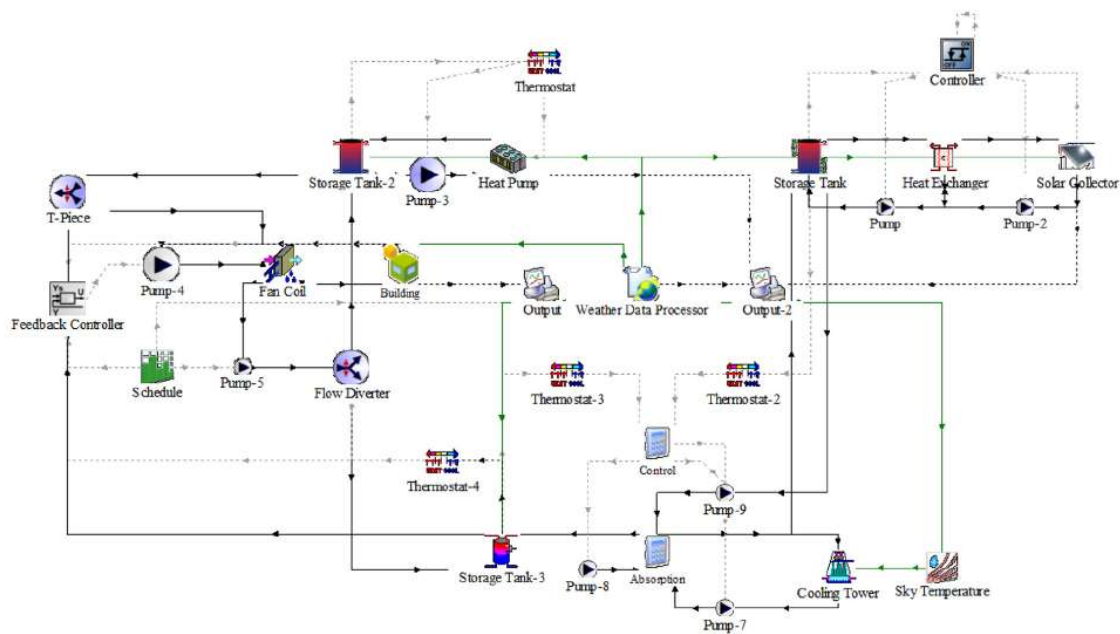 Controller
Thermostat
Storage Tank-2
Pump-3
Heat Pump
Storage Tank
Heat Exchanger
Solar Collector
T-Piece
Pump
Pump-2
Pump-4
Fan Coil
Building
Feedback Controller
Output
Weather Data Processor
Output-2
Schedule
Pump-5
Flow Diverter
Thermostat-3
Thermostat-2
Control
Thermostat-4
Pump-9
Storage Tank-3
Pump-8
Absorption
Cooling Tower
Sky Temperature
Pump-7